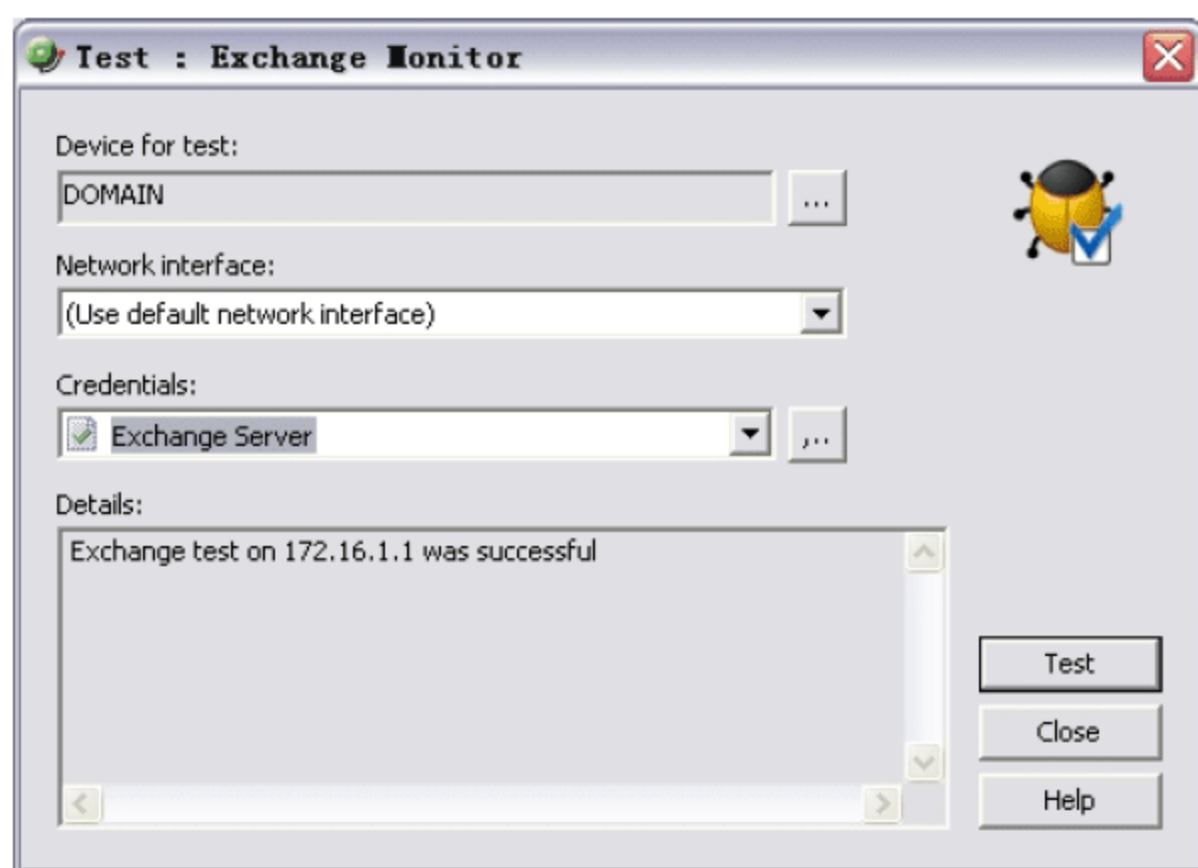 Test : Exchange Monitor
Device for test:
DOMAIN
...
Network interface:
(Use default network interface)
Credentials:
Exchange Server
...
Details:
Exchange test on 172.16.1.1 was successful
Test
Close
Help